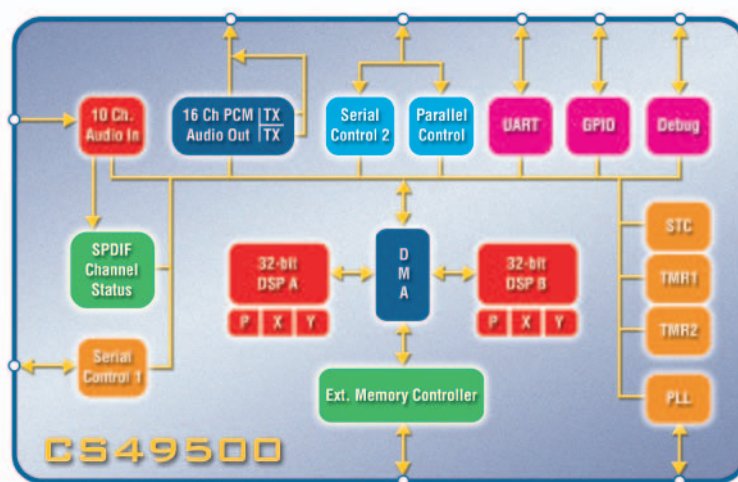 10 Ch.
Audio In
16 Ch PCM TX
Audio Out TX
Serial
Control 2
Parallel
Control
UART
GPIO
Debug
SPDIF
Channel
Status
32-bit
DSP A
P X Y
D
M
A
32-bit
DSP B
P X Y
STC
TMR1
TMR2
PLL
Serial
Control 1
Ext. Memory Controller
CS49500